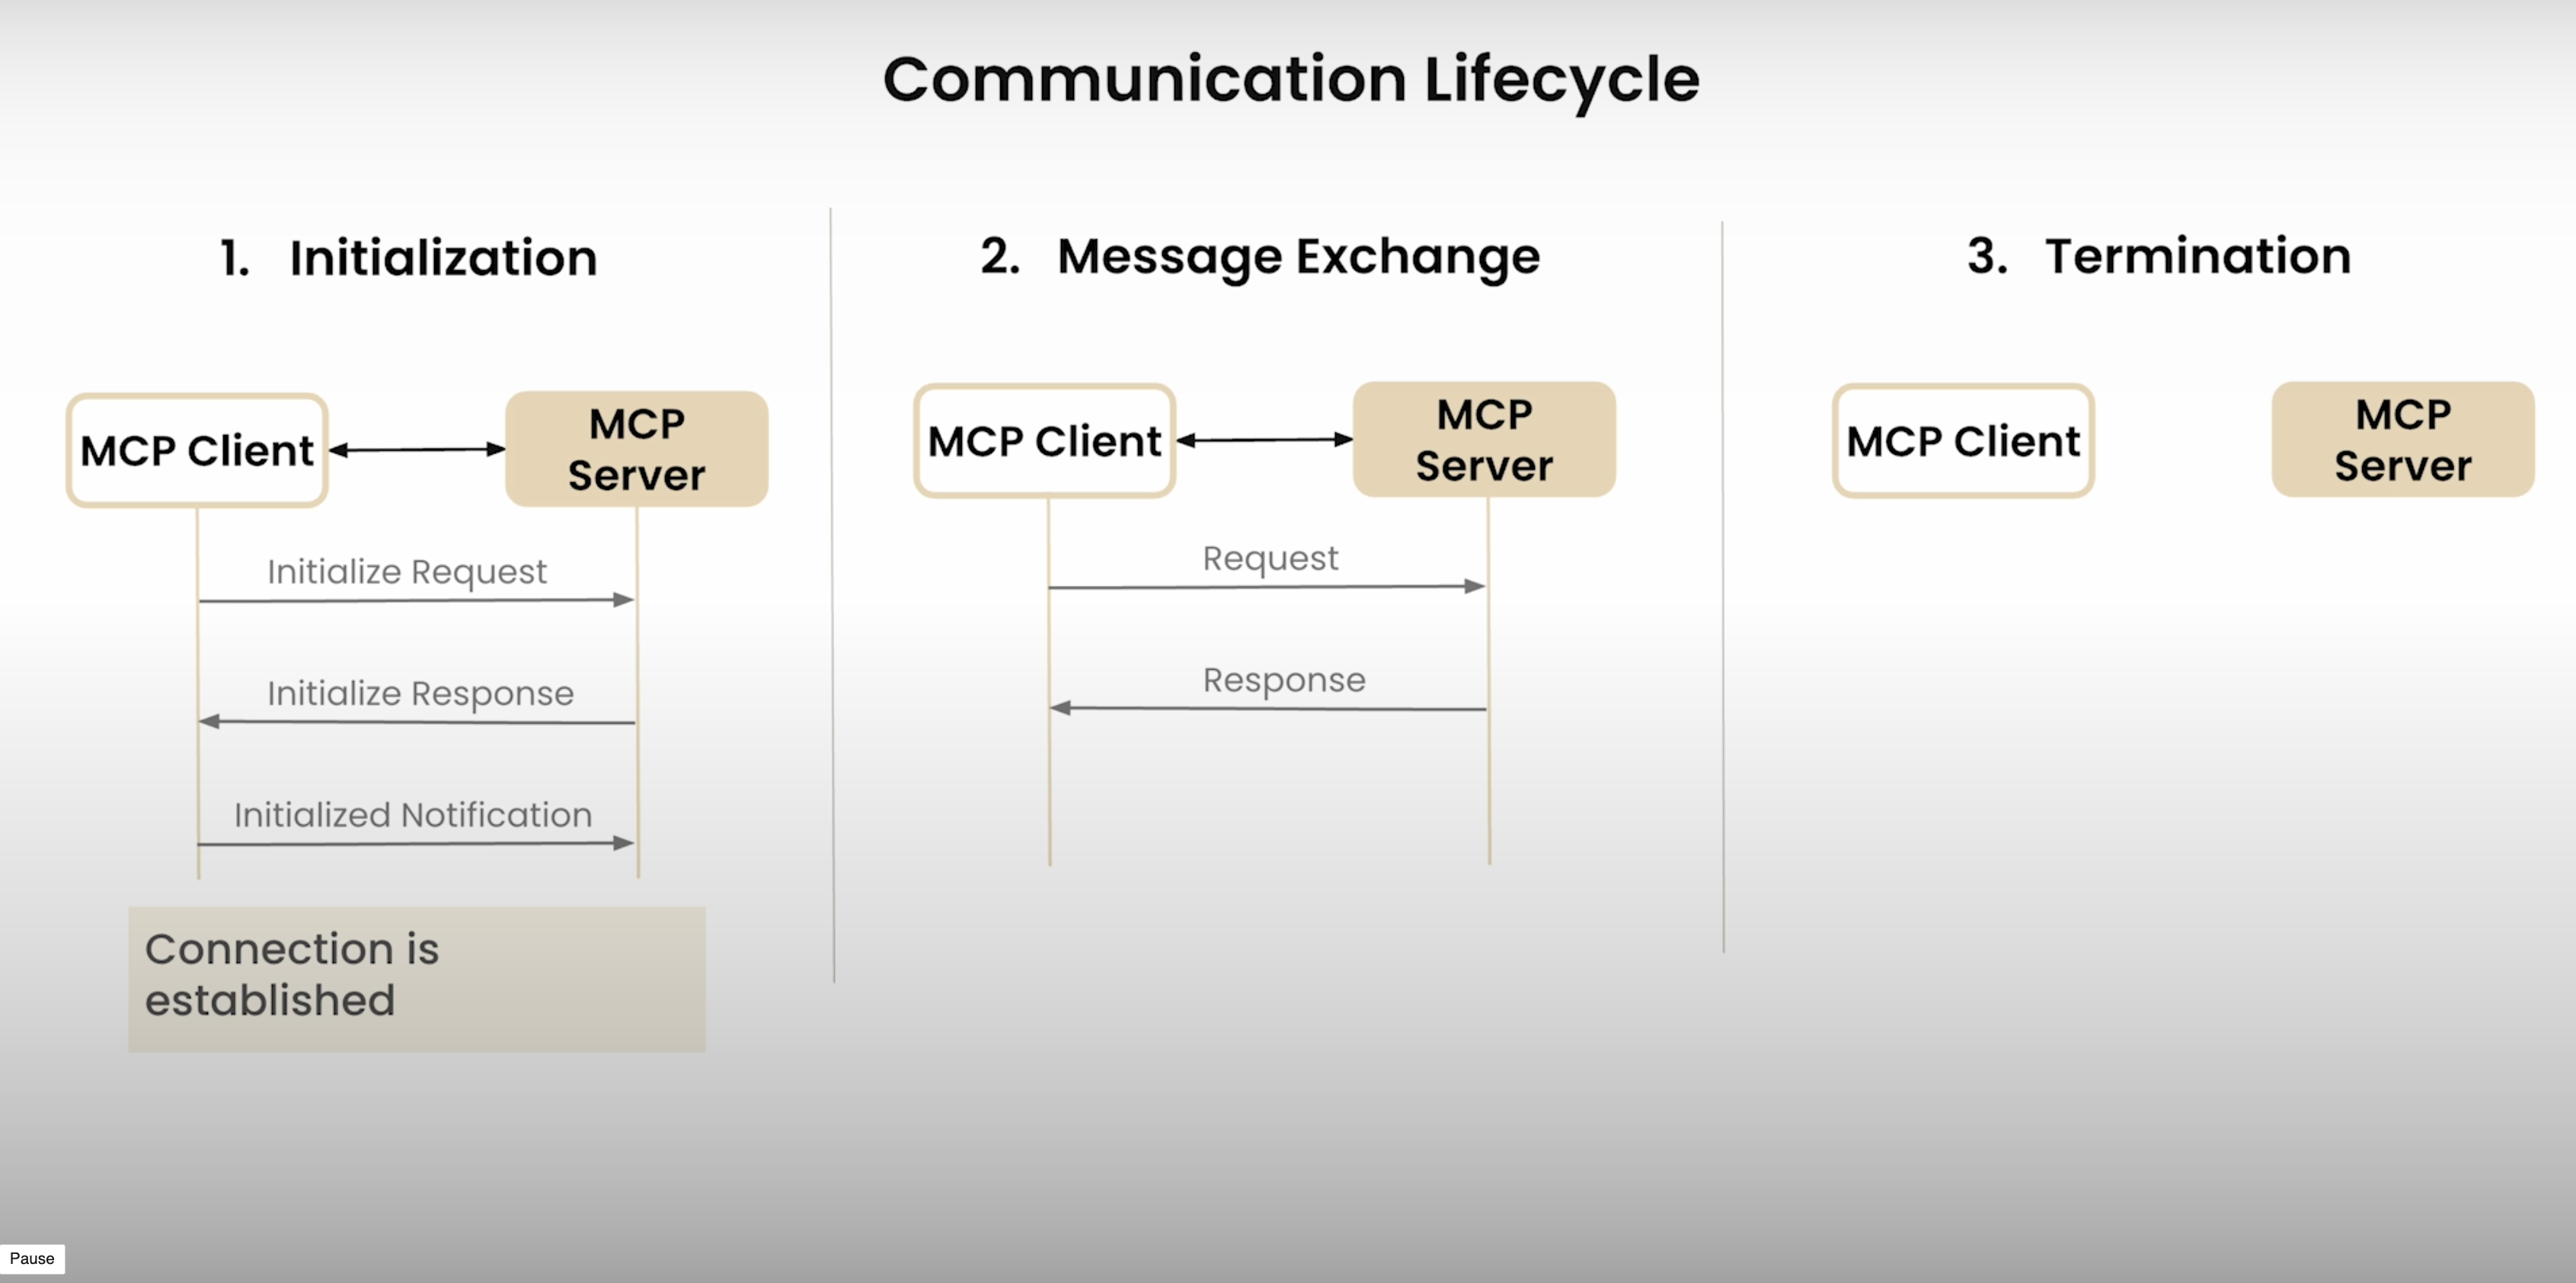 Communication Lifecycle
1. Initialization
MCP Client
MCP
Server
Initialize Request
Initialize Response
Initialized Notification
Connection is
established
2. Message Exchange
MCP Client
MCP
Server
Request
Response
3. Termination
MCP Client
MCP
Server
Pause